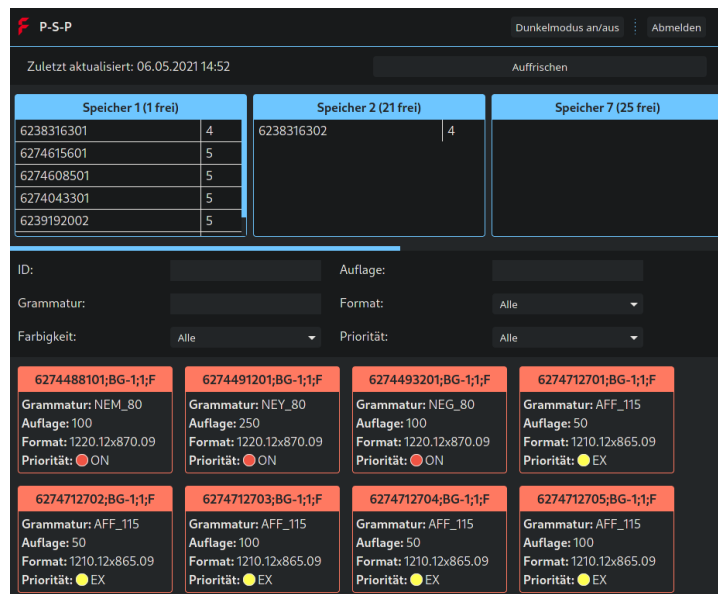 P-S-P Dunkelmodus an/aus Abmelden
Zuletzt aktualisiert: 06.05.2021 14:52 Auffrischen
Speicher 1 (1 frei) Speicher 2 (21 frei) Speicher 7 (25 frei)
6238316301 4 6238316302 4
6274615601 5
6274608501 5
6274043301 5
6239192002 5
ID: Auflage:
Grammatur: Format: Alle
Farbigkeit: Alle Priorität: Alle
6274488101;BG-1;1;F 6274491201;BG-1;1;F 6274493201;BG-1;1;F 6274712701;BG-1;1;F
Grammatur: NEM_80 Grammatur: NEY_80 Grammatur: NEG_80 Grammatur: AFF_115
Auflage: 100 Auflage: 250 Auflage: 100 Auflage: 50
Format: 1220.12x870.09 Format: 1220.12x870.09 Format: 1220.12x870.09 Format: 1210.12x865.09
Priorität: ON Priorität: ON Priorität: ON Priorität: EX
6274712702;BG-1;1;F 6274712703;BG-1;1;F 6274712704;BG-1;1;F 6274712705;BG-1;1;F
Grammatur: AFF_115 Grammatur: AFF_115 Grammatur: AFF_115 Grammatur: AFF_115
Auflage: 50 Auflage: 100 Auflage: 50 Auflage: 100
Format: 1210.12x865.09 Format: 1210.12x865.09 Format: 1210.12x865.09 Format: 1210.12x865.09
Priorität: EX Priorität: EX Priorität: EX Priorität: EX